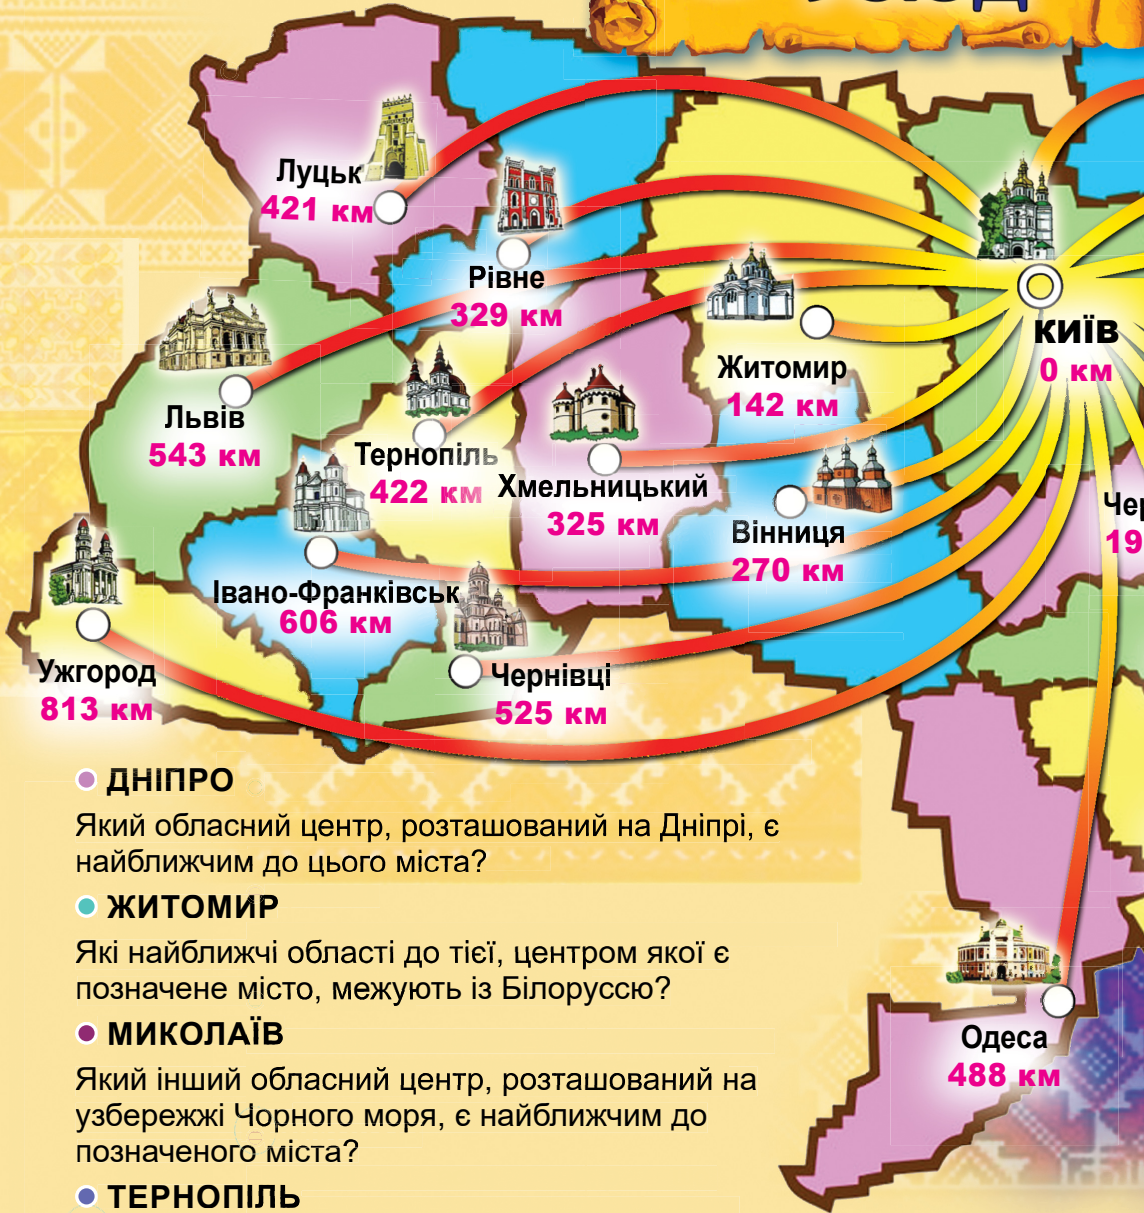 Луцьк
421 км
Рівне
329 км
Житомир
142 км
КИЇВ
0 км
Львів
543 км
Тернопіль
422 км
Хмельницький
325 км
Вінниця
270 км
Івано-Франківськ
606 км
Ужгород
813 км
Чернівці
525 км
Одеса
488 км
ДНІПРО
Який обласний центр, розташований на Дніпрі, є
найближчим до цього міста?
ЖИТОМИР
Які найближчі області до тієї, центром якої є
позначене місто, межують із Білоруссю?
МИКОЛАЇВ
Який інший обласний центр, розташований на
узбережжі Чорного моря, є найближчим до
позначеного міста?
ТЕРНОПІЛЬ